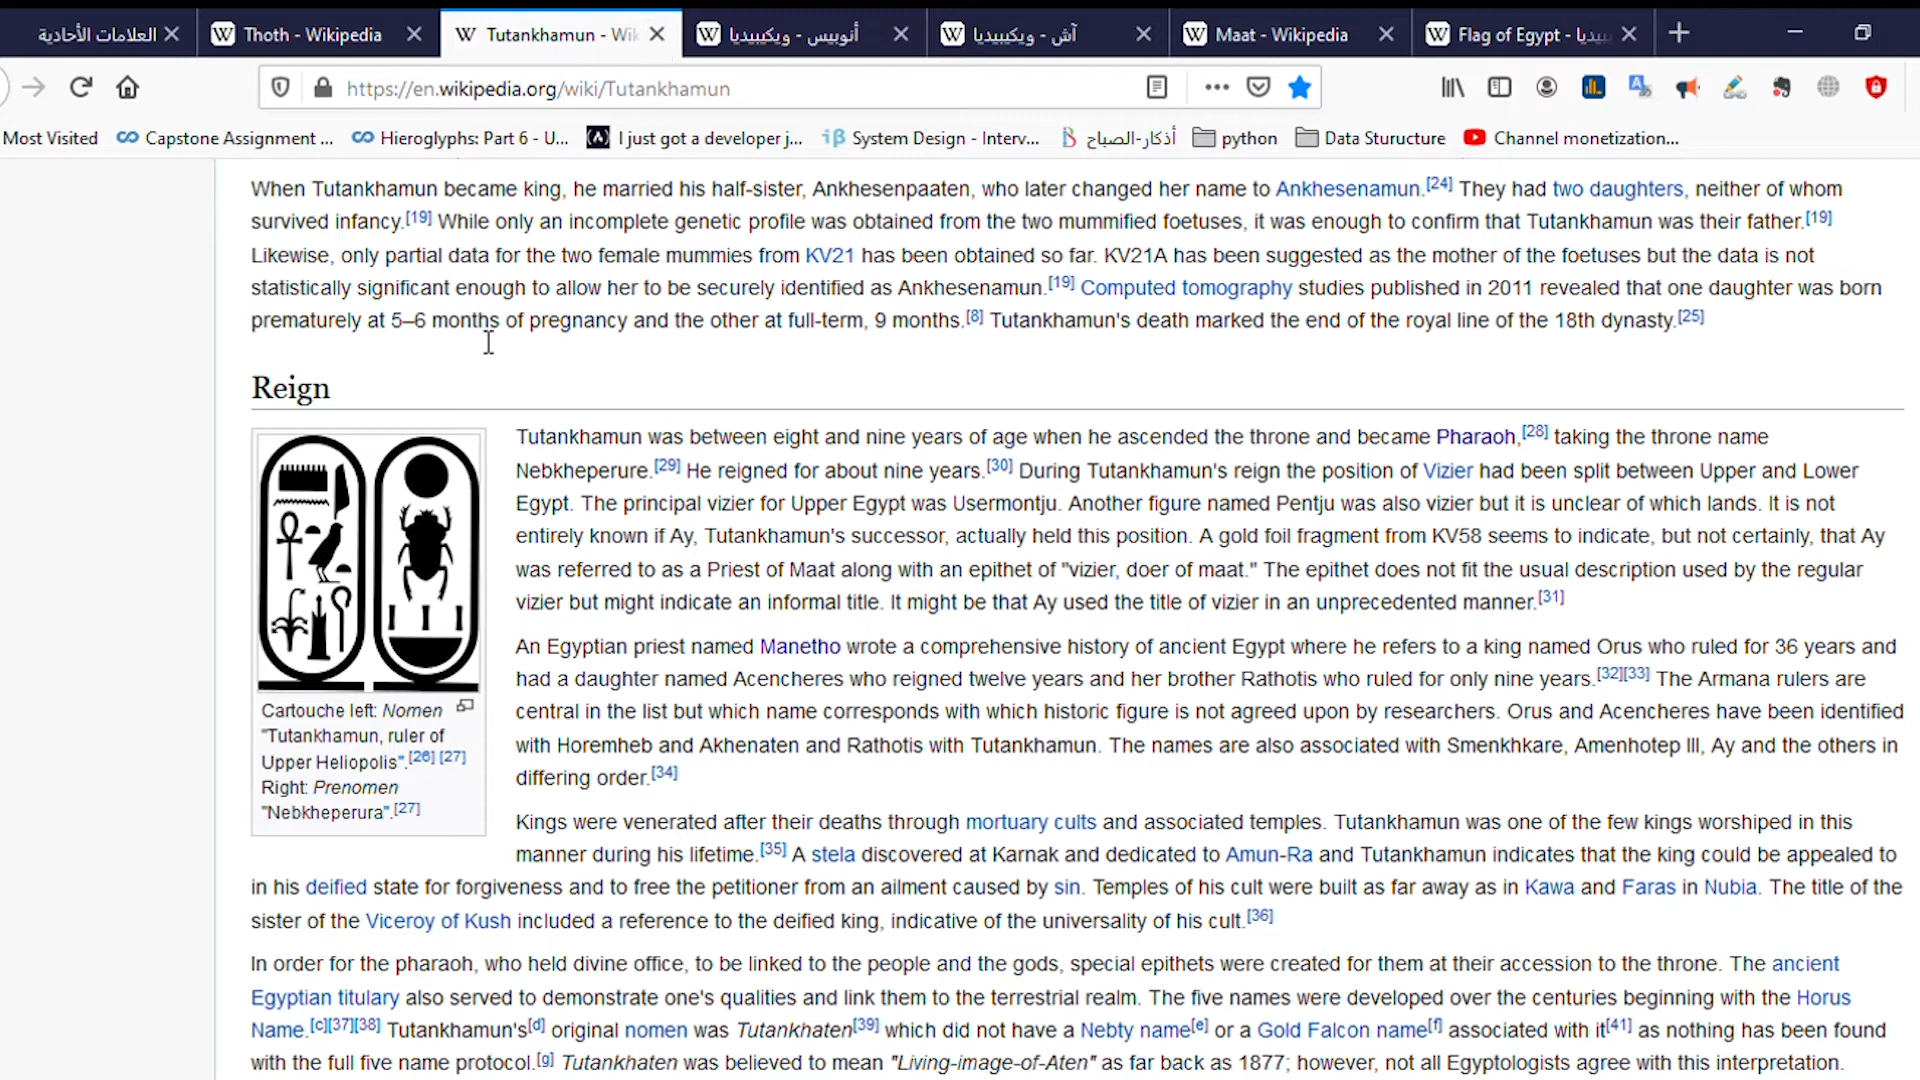 العلامات الأحادية
Thoth - Wikipedia
Tutankhamun - Wik
أنوبيس - ويكيبيديا
آش - ويكيبيديا
Maat - Wikipedia
Flag of Egypt - يبيديا
https://en.wikipedia.org/wiki/Tutankhamun
Most Visited
Capstone Assignment ...
Hieroglyphs: Part 6 - U...
I just got a developer j...
System Design - Interv...
أذكار-الصباح
python
Data Sturucture
Channel monetization...
When Tutankhamun became king, he married his half-sister, Ankhesenpaaten, who later changed her name to Ankhesenamun.[24] They had two daughters, neither of whom
survived infancy.[19] While only an incomplete genetic profile was obtained from the two mummified foetuses, it was enough to confirm that Tutankhamun was their father.[19]
Likewise, only partial data for the two female mummies from KV21 has been obtained so far. KV21A has been suggested as the mother of the foetuses but the data is not
statistically significant enough to allow her to be securely identified as Ankhesenamun.[19] Computed tomography studies published in 2011 revealed that one daughter was born
prematurely at 5–6 months of pregnancy and the other at full-term, 9 months.[8] Tutankhamun's death marked the end of the royal line of the 18th dynasty.[25]
Reign
Cartouche left: Nomen
"Tutankhamun, ruler of
Upper Heliopolis".[26] [27]
Right: Prenomen
"Nebkheperura".[27]
Tutankhamun was between eight and nine years of age when he ascended the throne and became Pharaoh,[28] taking the throne name
Nebkheperure.[29] He reigned for about nine years.[30] During Tutankhamun's reign the position of Vizier had been split between Upper and Lower
Egypt. The principal vizier for Upper Egypt was Usermontju. Another figure named Pentju was also vizier but it is unclear of which lands. It is not
entirely known if Ay, Tutankhamun's successor, actually held this position. A gold foil fragment from KV58 seems to indicate, but not certainly, that Ay
was referred to as a Priest of Maat along with an epithet of "vizier, doer of maat." The epithet does not fit the usual description used by the regular
vizier but might indicate an informal title. It might be that Ay used the title of vizier in an unprecedented manner.[31]
An Egyptian priest named Manetho wrote a comprehensive history of ancient Egypt where he refers to a king named Orus who ruled for 36 years and
had a daughter named Acencheres who reigned twelve years and her brother Rathotis who ruled for only nine years.[32][33] The Armana rulers are
central in the list but which name corresponds with which historic figure is not agreed upon by researchers. Orus and Acencheres have been identified
with Horemheb and Akhenaten and Rathotis with Tutankhamun. The names are also associated with Smenkhkare, Amenhotep III, Ay and the others in
differing order.[34]
Kings were venerated after their deaths through mortuary cults and associated temples. Tutankhamun was one of the few kings worshiped in this
manner during his lifetime.[35] A stela discovered at Karnak and dedicated to Amun-Ra and Tutankhamun indicates that the king could be appealed to
in his deified state for forgiveness and to free the petitioner from an ailment caused by sin. Temples of his cult were built as far away as in Kawa and Faras in Nubia. The title of the
sister of the Viceroy of Kush included a reference to the deified king, indicative of the universality of his cult.[36]
In order for the pharaoh, who held divine office, to be linked to the people and the gods, special epithets were created for them at their accession to the throne. The ancient
Egyptian titulary also served to demonstrate one's qualities and link them to the terrestrial realm. The five names were developed over the centuries beginning with the Horus
Name.[c][37][38] Tutankhamun's[d] original nomen was Tutankhaten[39] which did not have a Nebty name[e] or a Gold Falcon name[f] associated with it[41] as nothing has been found
with the full five name protocol.[g] Tutankhaten was believed to mean "Living-image-of-Aten" as far back as 1877; however, not all Egyptologists agree with this interpretation.